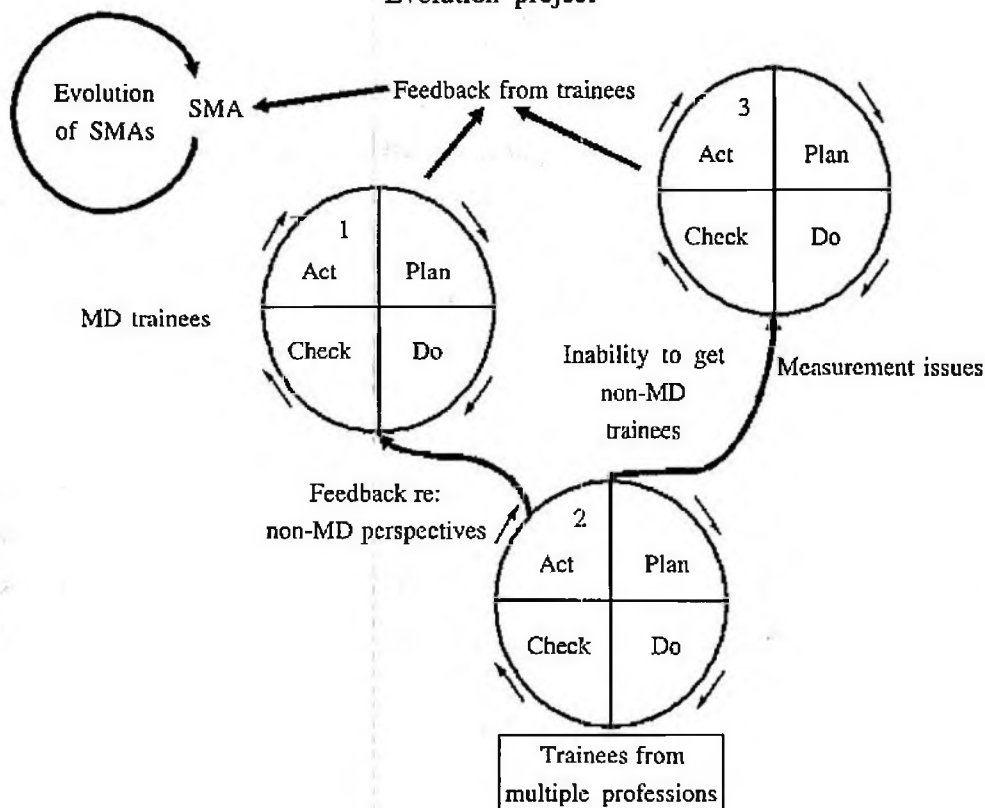 Evolution project
Evolution
of SMAs
SMA
Feedback from trainees
3
Act
Plan
Check
Do
1
Act
Plan
Check
Do
MD trainees
Inability to get
non-MD
trainees
Measurement issues
Feedback re:
non-MD perspectives
2
Act
Plan
Check
Do
Trainees from
multiple professions